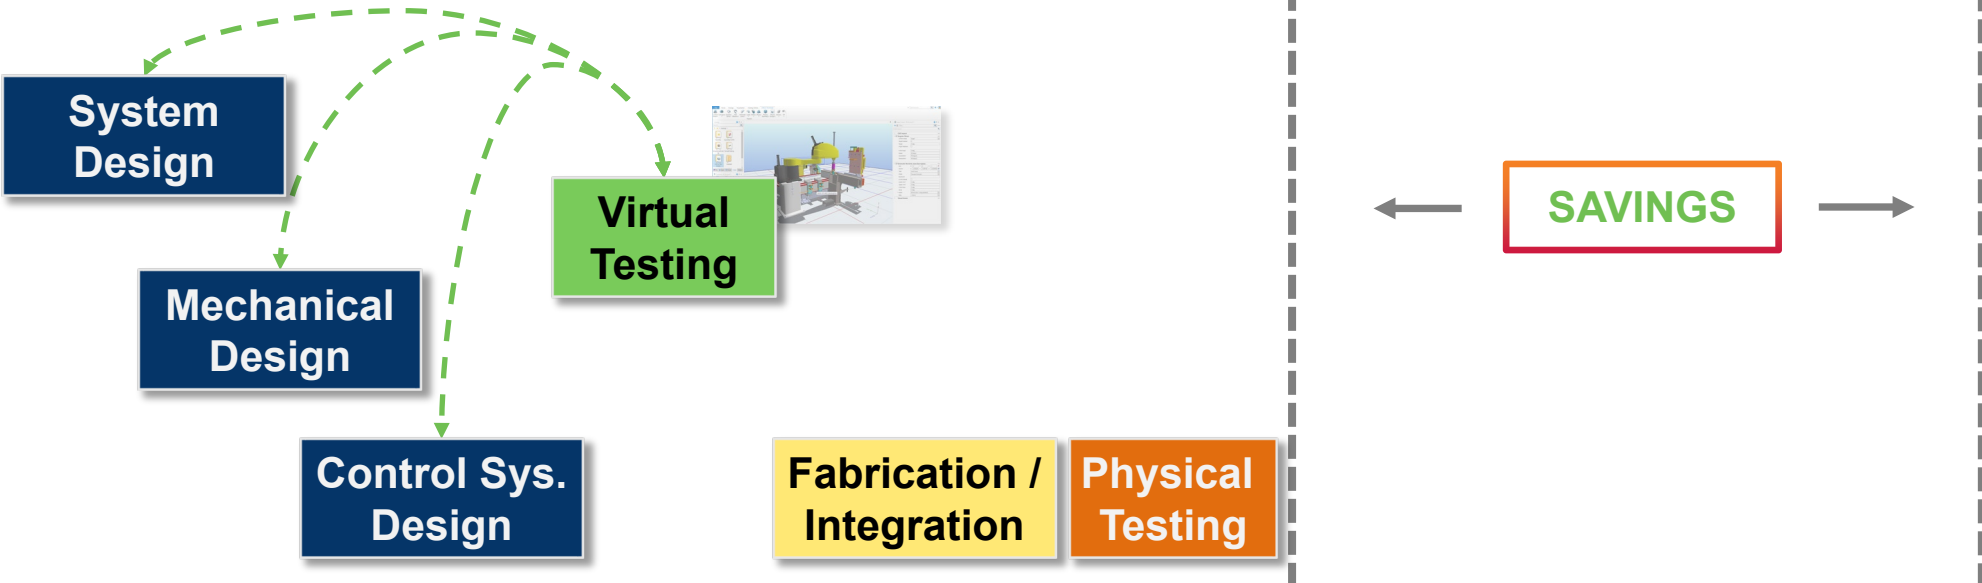 System
Design
Mechanical
Design
Control Sys.
Design
Virtual
Testing
Fabrication /
Integration
Physical
Testing
SAVINGS